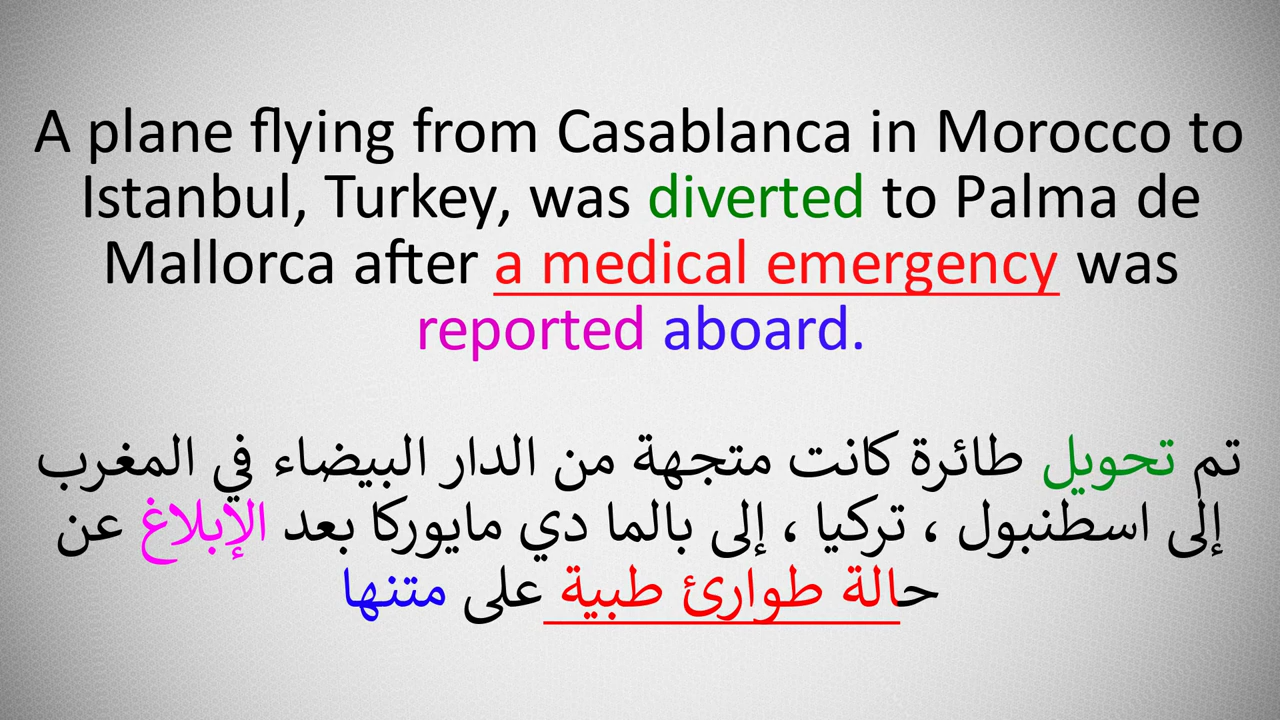 A plane flying from Casablanca in Morocco to
Istanbul, Turkey, was diverted to Palma de
Mallorca after a medical emergency was
reported aboard.
تم تحويل طائرة كانت متجهة من الدار البيضاء في المغرب
إلى اسطنبول ، تركيا ، إلى بالما دي مايوركا بعد الإبلاغ عن
حالة طوارئ طبية على متنها